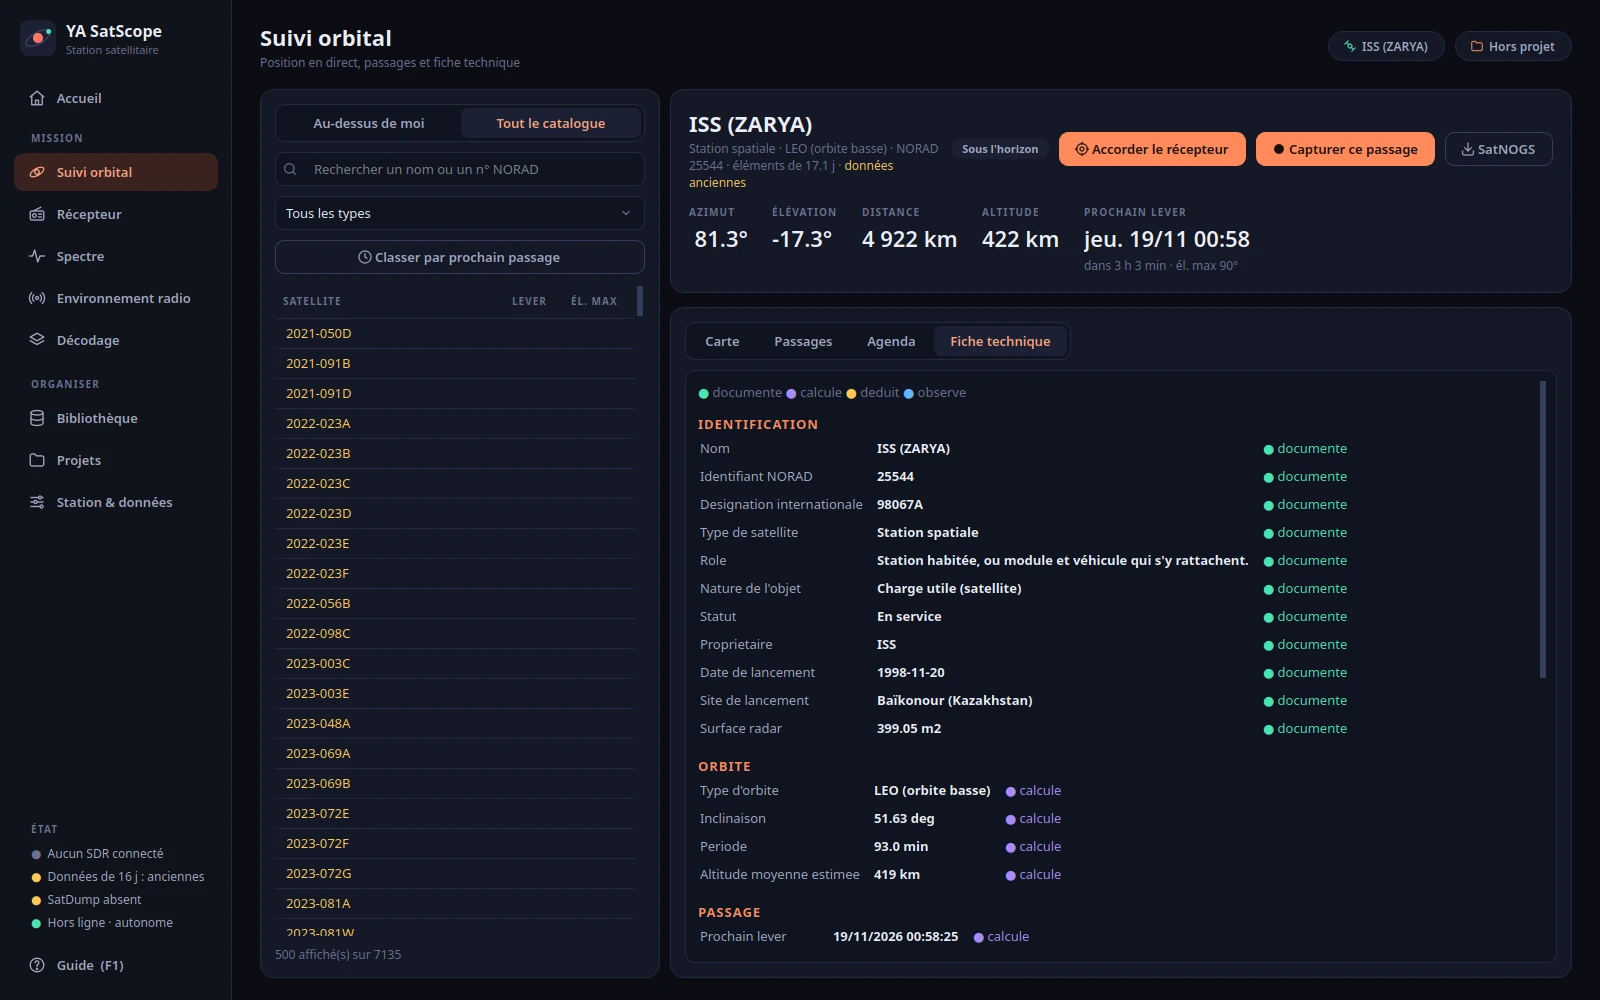 YA SatScope
Station satellitaire
Accueil
MISSION
Suivi orbital
Récepteur
Spectre
Environnement radio
Décodage
ORGANISER
Bibliothèque
Projets
Station & données
ÉTAT
Aucun SDR connecté
Données de 16 j : anciennes
SatDump absent
Hors ligne · autonome
Guide (F1)
Suivi orbital
Position en direct, passages et fiche technique
ISS (ZARYA)
Hors projet
Au-dessus de moi
Tout le catalogue
Rechercher un nom ou un n° NORAD
Tous les types
Classer par prochain passage
SATELLITE LEVER ÉL. MAX
2021-050D
2021-091B
2021-091D
2022-023A
2022-023B
2022-023C
2022-023D
2022-023E
2022-023F
2022-056B
2022-098C
2023-003C
2023-003E
2023-048A
2023-069A
2023-069B
2023-072E
2023-072F
2023-072G
2023-081A
2023-081W
500 affiché(s) sur 7135
ISS (ZARYA)
Station spatiale · LEO (orbite basse) · NORAD
25544 · éléments de 17.1 j · données
anciennes
Sous l'horizon
Accorder le récepteur
Capturer ce passage
SatNOGS
AZIMUT ÉLÉVATION DISTANCE ALTITUDE PROCHAIN LEVER
81.3° -17.3° 4 922 km 422 km jeu. 19/11 00:58
dans 3 h 3 min · él. max 90°
Carte Passages Agenda Fiche technique
documente calcule deduit observe
IDENTIFICATION
Nom ISS (ZARYA) documente
Identifiant NORAD 25544 documente
Designation internationale 98067A documente
Type de satellite Station spatiale documente
Role Station habitée, ou module et véhicule qui s'y rattachent. documente
Nature de l'objet Charge utile (satellite) documente
Statut En service documente
Proprietaire ISS documente
Date de lancement 1998-11-20 documente
Site de lancement Baïkonour (Kazakhstan) documente
Surface radar 399.05 m2 documente
ORBITE
Type d'orbite LEO (orbite basse) calcule
Inclinaison 51.63 deg calcule
Periode 93.0 min calcule
Altitude moyenne estimee 419 km calcule
PASSAGE
Prochain lever 19/11/2026 00:58:25 calcule